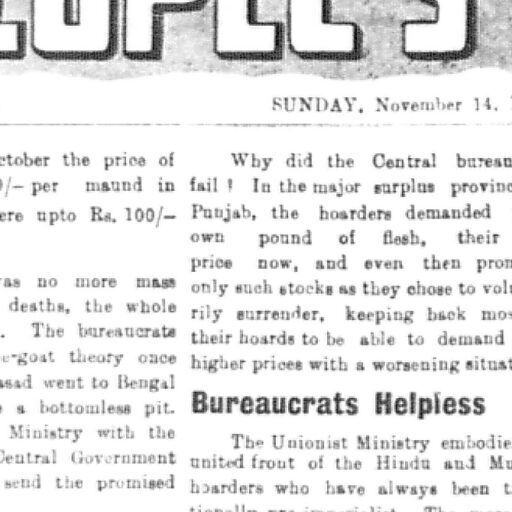 PEOPLE'S
SUNDAY, November 14,
ctober the price of
/– per maund in
ere upto Rs. 100/–
as no more mass
deaths, the whole
. The bureaucrats
e-goat theory once
asad went to Bengal
a bottomless pit.
Ministry with the
Central Government
send the promised
Why did the Central bureau
fail ? In the major surplus provinc
Punjab, the hoarders demanded
own pound of flesh, their
price now, and even then prom
only such stocks as they chose to volu
rily surrender, keeping back mos
their hoards to be able to demand
higher prices with a worsening situat
Bureaucrats Helpless
The Unionist Ministry embodie
united front of the Hindu and Mu
hoarders who have always been t